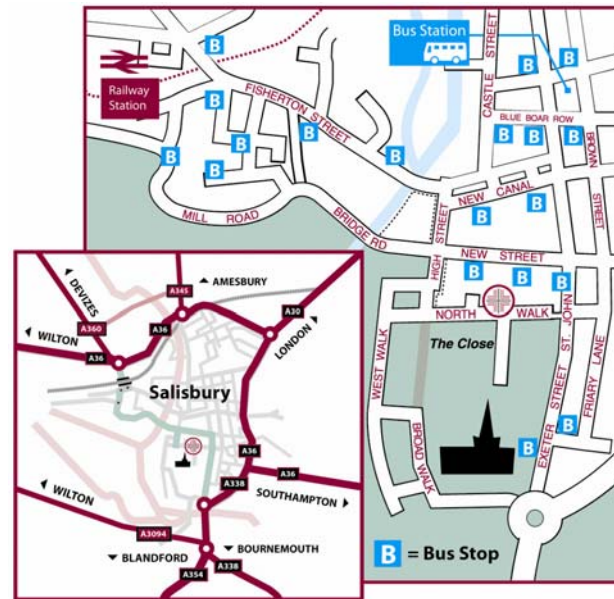 Bus Station
B
B
B
Railway
Station
B
FISHERTON STREET
CASTLE STREET
BLUE BOAR ROW
B
B
B
B
B
B
B
B
BROWN STREET
MILL ROAD
BRIDGE RD
HIGH STREET
NEW CANAL
B
B
NEW STREET
B
B
B
NORTH WALK
ST. JOHN
The Close
WEST WALK
BROAD WALK
EXETER STREET
FRIARY LANE
B
B
B = Bus Stop
DEVIZES
A345
AMESBURY
A360
A36
A30
LONDON
WILTON
A36
Salisbury
A36
A36
WILTON
A338
SOUTHAMPTON
A3094
BLANDFORD
BOURNEMOUTH
A354
A338